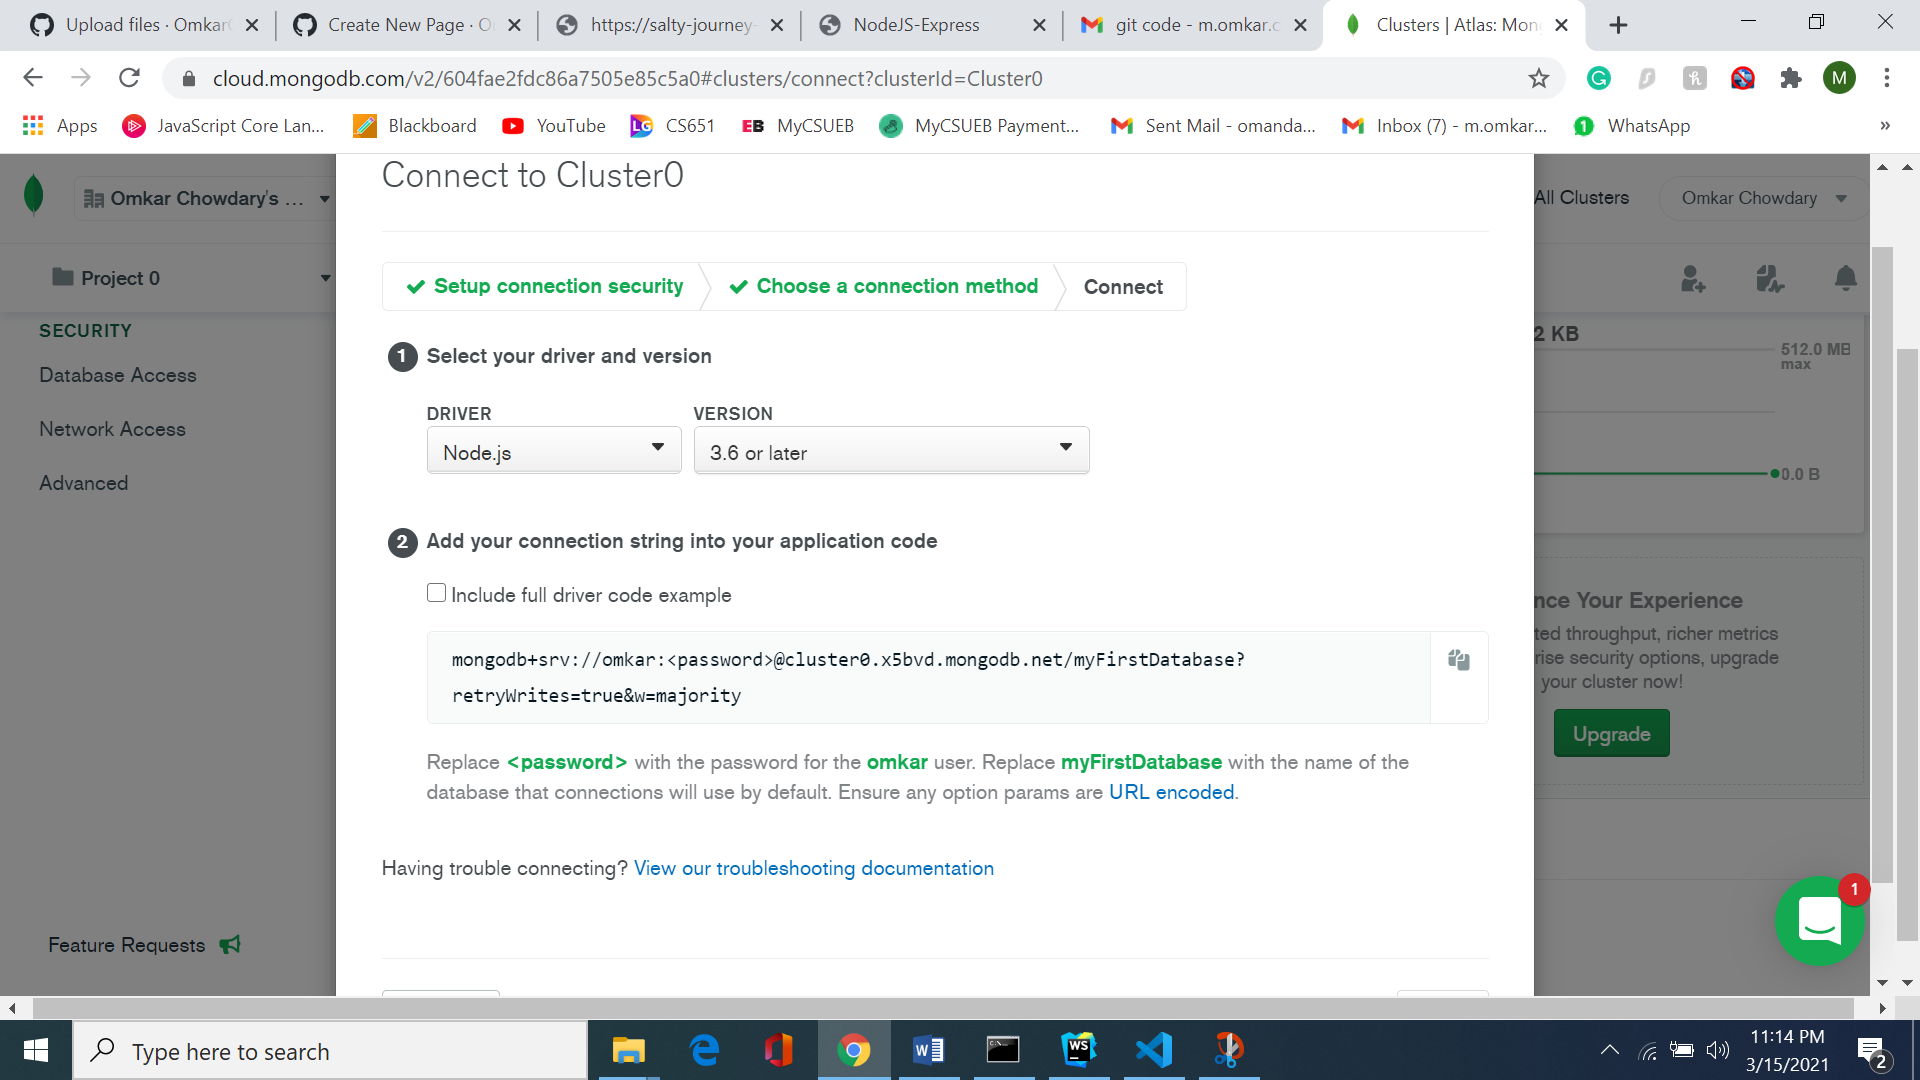 Upload files · Omkar
Create New Page · O
https://salty-journey-
NodeJS-Express
git code - m.omkar.c
Clusters | Atlas: Mon
cloud.mongodb.com/v2/604fae2fdc86a7505e85c5a0#clusters/connect?clusterId=Cluster0
M
Apps
JavaScript Core Lan...
Blackboard
YouTube
LG CS651
EB MyCSUEB
MyCSUEB Payment...
Sent Mail - omanda...
Inbox (7) - m.omkar...
1 WhatsApp
»
Connect to Cluster0
Omkar Chowdary's ...
All Clusters
Omkar Chowdary
Project 0
Setup connection security
Choose a connection method
Connect
SECURITY
Database Access
Network Access
Advanced
2 KB
512.0 MB
max
0.0 B
1 Select your driver and version
DRIVER
VERSION
Node.js
3.6 or later
2 Add your connection string into your application code
Include full driver code example
mongodb+srv://omkar:<password>@cluster0.x5bvd.mongodb.net/myFirstDatabase?
retryWrites=true&w=majority
Replace <password> with the password for the omkar user. Replace myFirstDatabase with the name of the
database that connections will use by default. Ensure any option params are URL encoded.
Having trouble connecting? View our troubleshooting documentation
nce Your Experience
ted throughput, richer metrics
rise security options, upgrade
your cluster now!
Upgrade
1
Feature Requests
Type here to search
WS
11:14 PM
3/15/2021
2